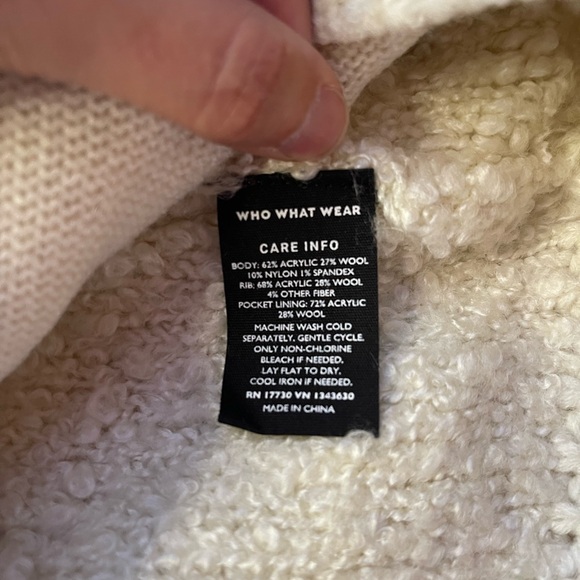 WHO WHAT WEAR
CARE INFO
BODY: 62% ACRYLIC 27% WOOL
10% NYLON 1% SPANDEX
RIB: 68% ACRYLIC 28% WOOL
4% OTHER FIBER
POCKET LINING: 72% ACRYLIC
28% WOOL
MACHINE WASH COLD
SEPARATELY. GENTLE CYCLE.
ONLY NON-CHLORINE
BLEACH IF NEEDED.
LAY FLAT TO DRY.
COOL IRON IF NEEDED.
RN 17730 VN 1343630
MADE IN CHINA